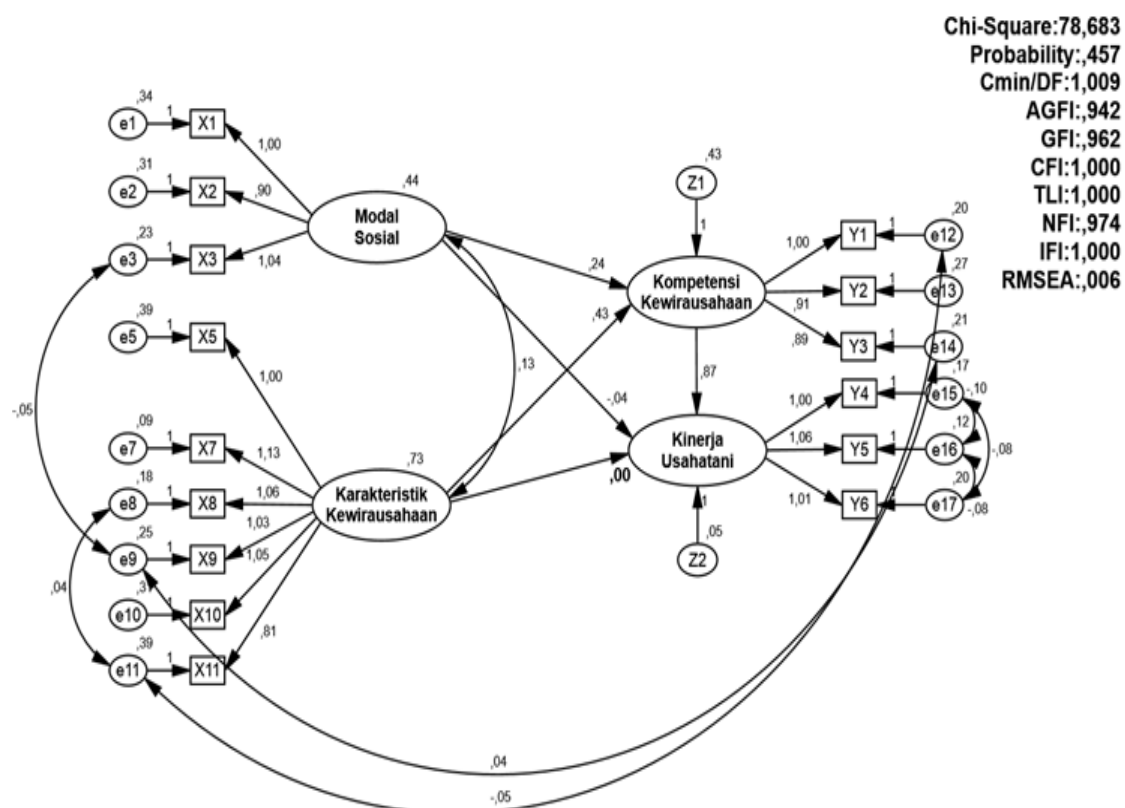 Chi-Square:78,683
Probability:,457
Cmin/DF:1,009
AGFI:,942
GFI:,962
CFI:1,000
TLI:1,000
NFI:,974
IFI:1,000
RMSEA:,006
,34
e1
1
X1
1,00
,31
e2
1
X2
,90
,23
e3
1
X3
1,04
,39
e5
1
X5
1,00
,09
e7
1
X7
1,13
,18
e8
1
X8
1,06
,25
e9
1
X9
1,03
e10
1
X10
1,05
,39
e11
1
X11
,81
-,05
,04
,44
Modal
Sosial
,73
Karakteristik
Kewirausahaan
,13
,24
,43
-,04
,00
,43
Z1
1
Kompetensi
Kewirausahaan
,87
Kinerja
Usahatani
1
,05
Z2
1,00
Y1
1
,20
e12
,91
Y2
1
,27
e13
,89
Y3
1
,21
e14
1,00
Y4
1
,17
e15
1,06
Y5
1
,12
e16
1,01
Y6
,20
e17
-,10
-,08
-,08
,04
-,05